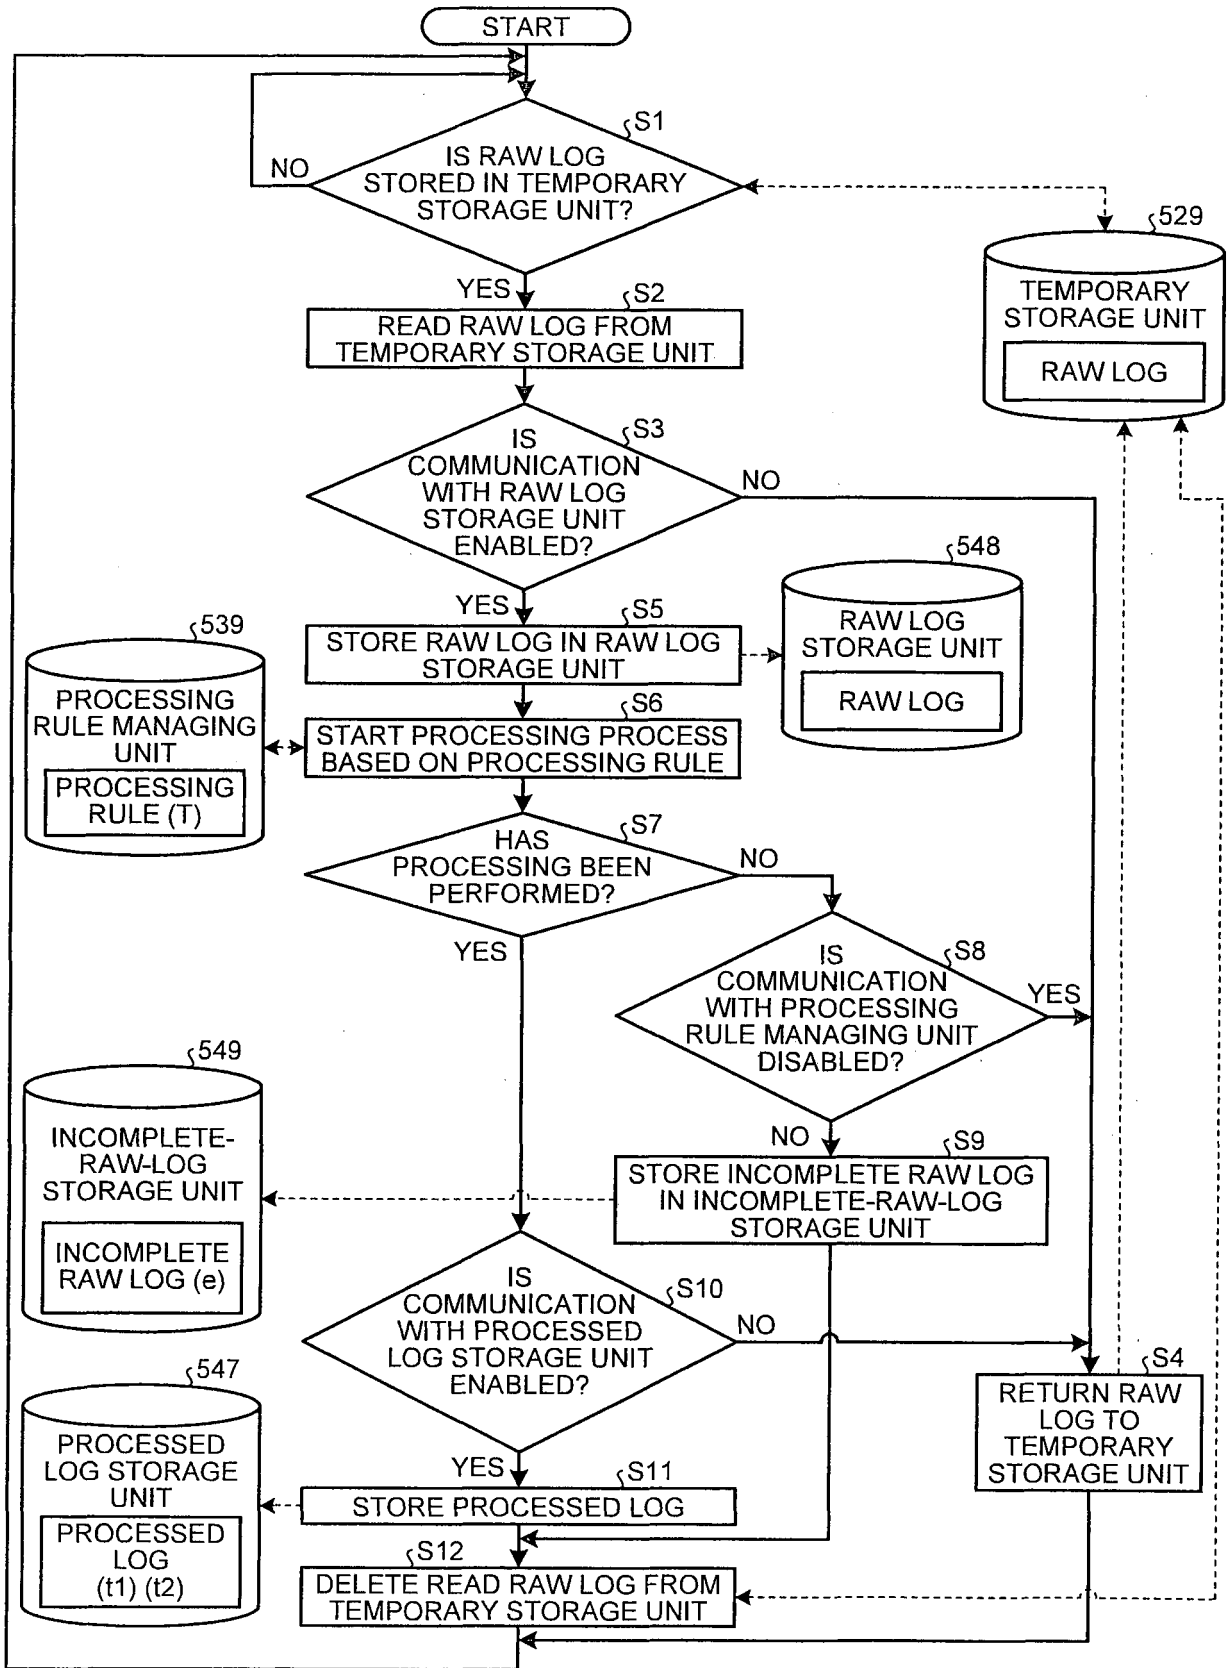 START
S1
IS RAW LOG
STORED IN TEMPORARY
STORAGE UNIT?
NO
YES
529
TEMPORARY
STORAGE UNIT
RAW LOG
S2
READ RAW LOG FROM
TEMPORARY STORAGE UNIT
S3
IS
COMMUNICATION
WITH RAW LOG
STORAGE UNIT
ENABLED?
NO
YES
548
RAW LOG
STORAGE UNIT
RAW LOG
S5
STORE RAW LOG IN RAW LOG
STORAGE UNIT
539
PROCESSING
RULE MANAGING
UNIT
PROCESSING
RULE (T)
S6
START PROCESSING PROCESS
BASED ON PROCESSING RULE
S7
HAS
PROCESSING BEEN
PERFORMED?
NO
YES
S8
IS
COMMUNICATION
WITH PROCESSING
RULE MANAGING UNIT
DISABLED?
YES
NO
549
INCOMPLETE-
RAW-LOG
STORAGE UNIT
INCOMPLETE
RAW LOG (e)
S9
STORE INCOMPLETE RAW LOG
IN INCOMPLETE-RAW-LOG
STORAGE UNIT
S10
IS
COMMUNICATION
WITH PROCESSED
LOG STORAGE UNIT
ENABLED?
NO
YES
S4
RETURN RAW
LOG TO
TEMPORARY
STORAGE UNIT
547
PROCESSED
LOG STORAGE
UNIT
PROCESSED
LOG
(t1) (t2)
S11
STORE PROCESSED LOG
S12
DELETE READ RAW LOG FROM
TEMPORARY STORAGE UNIT